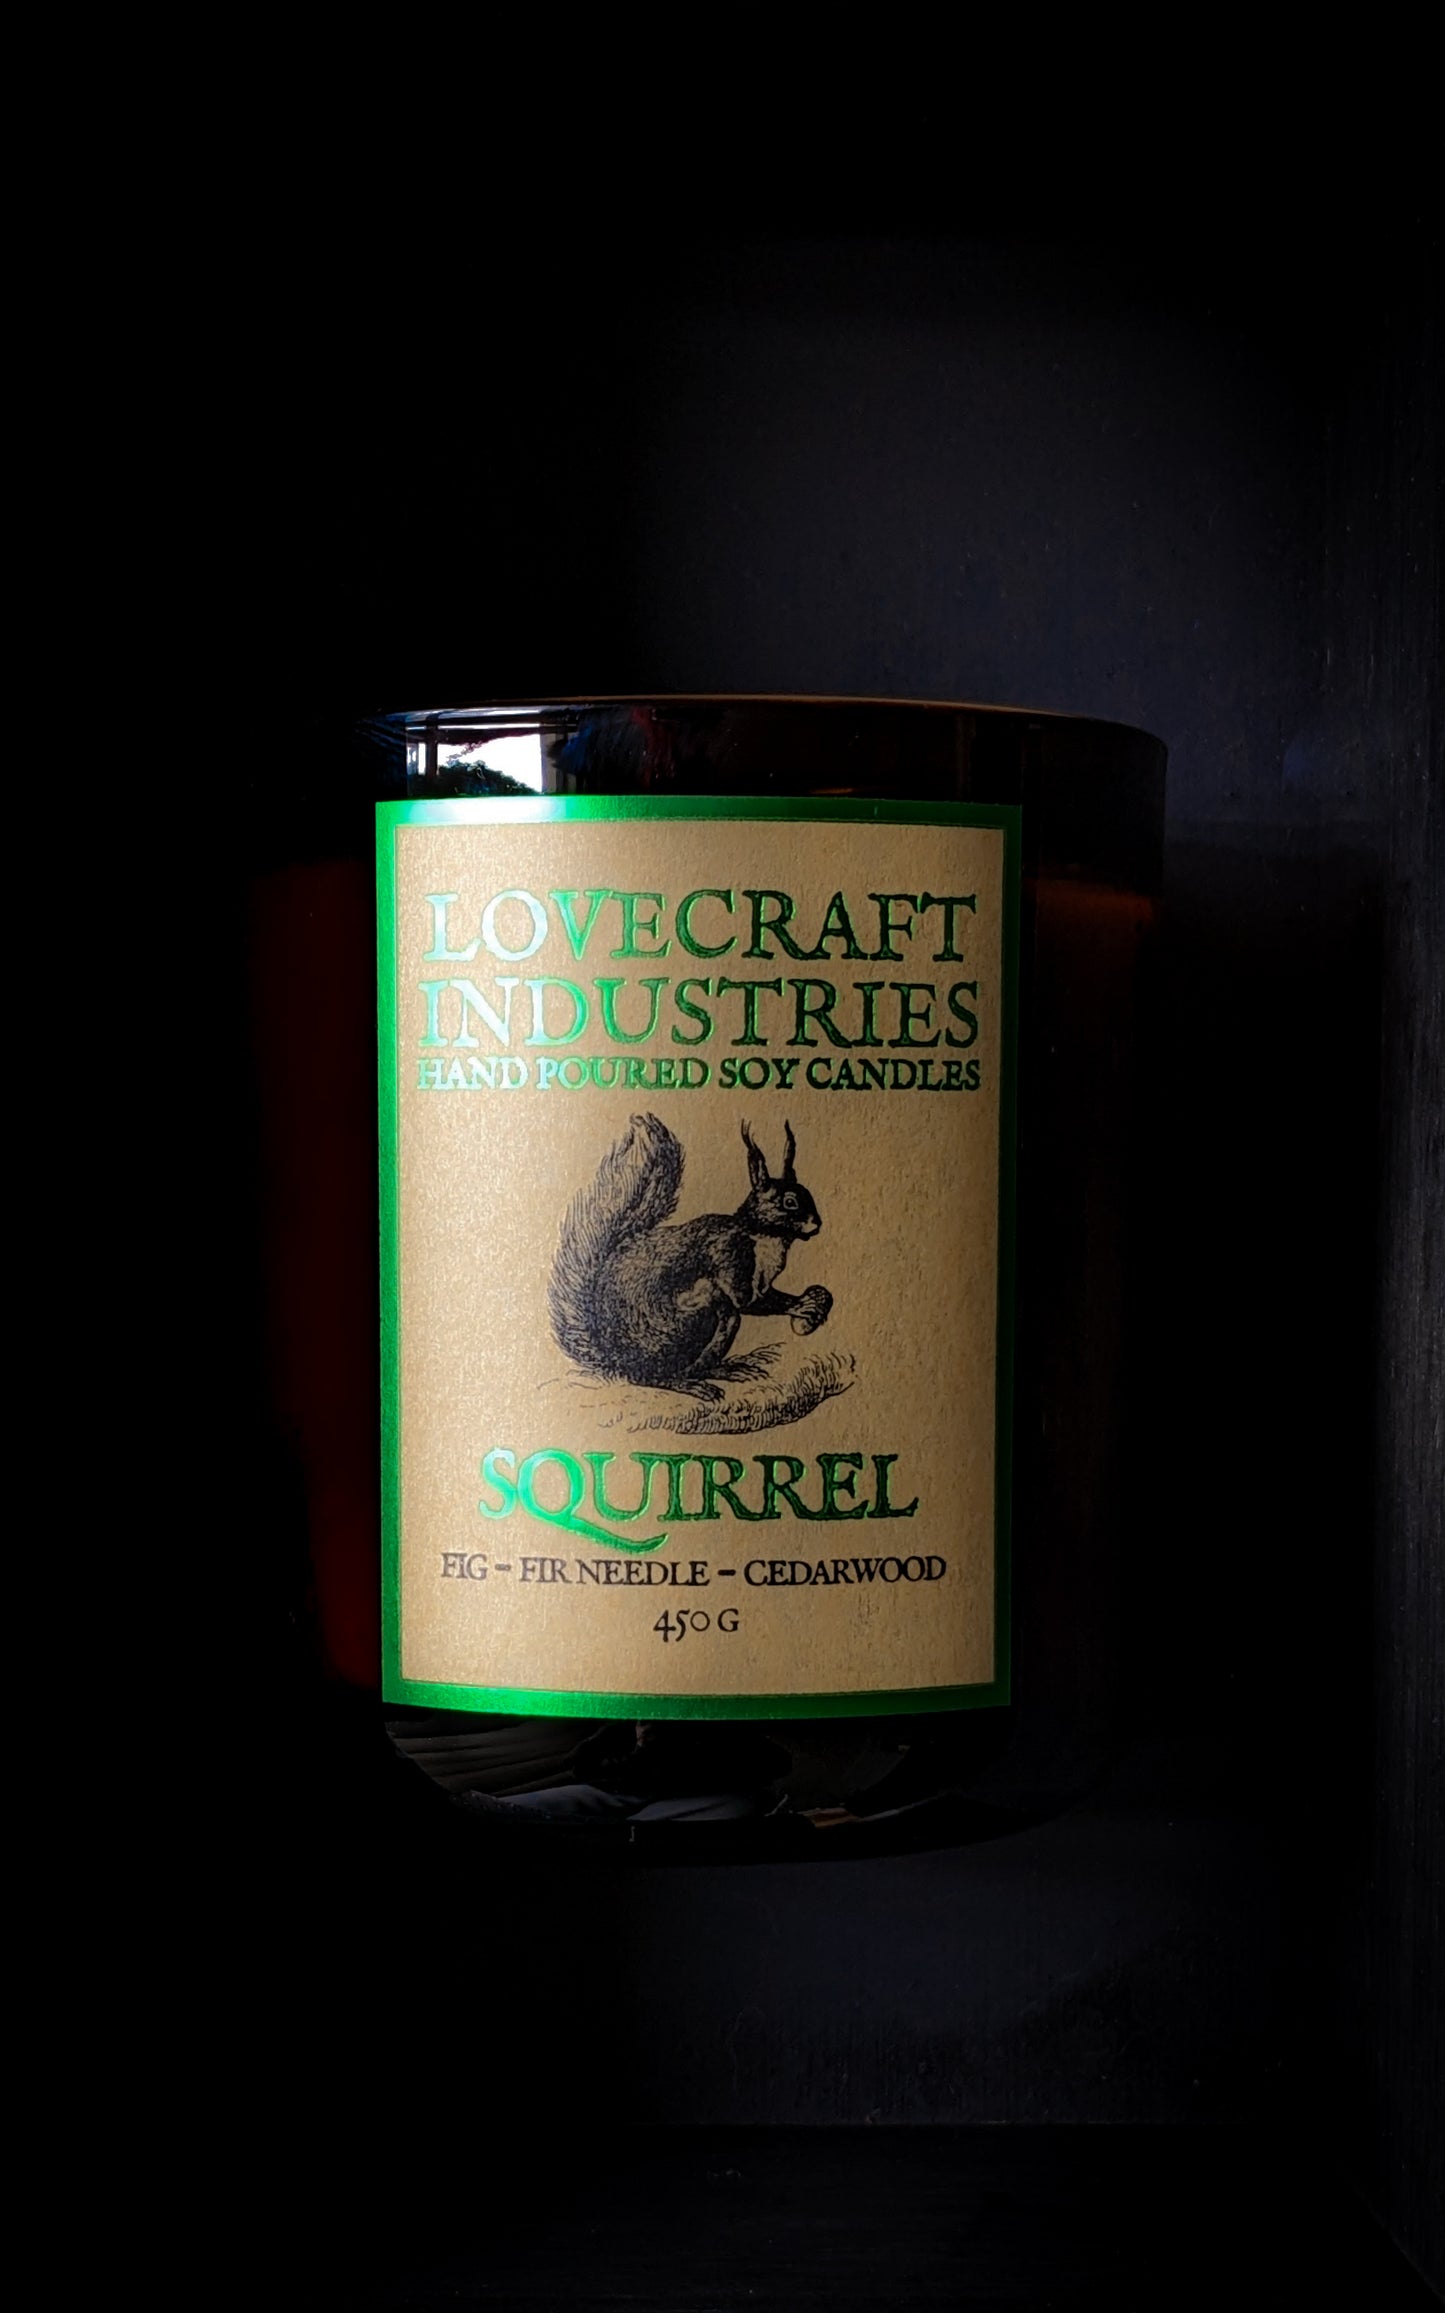 LOVECRAFT
INDUSTRIES
HAND POURED SOY CANDLES
SQUIRREL
FIG – FIR NEEDLE – CEDARWOOD
450 G